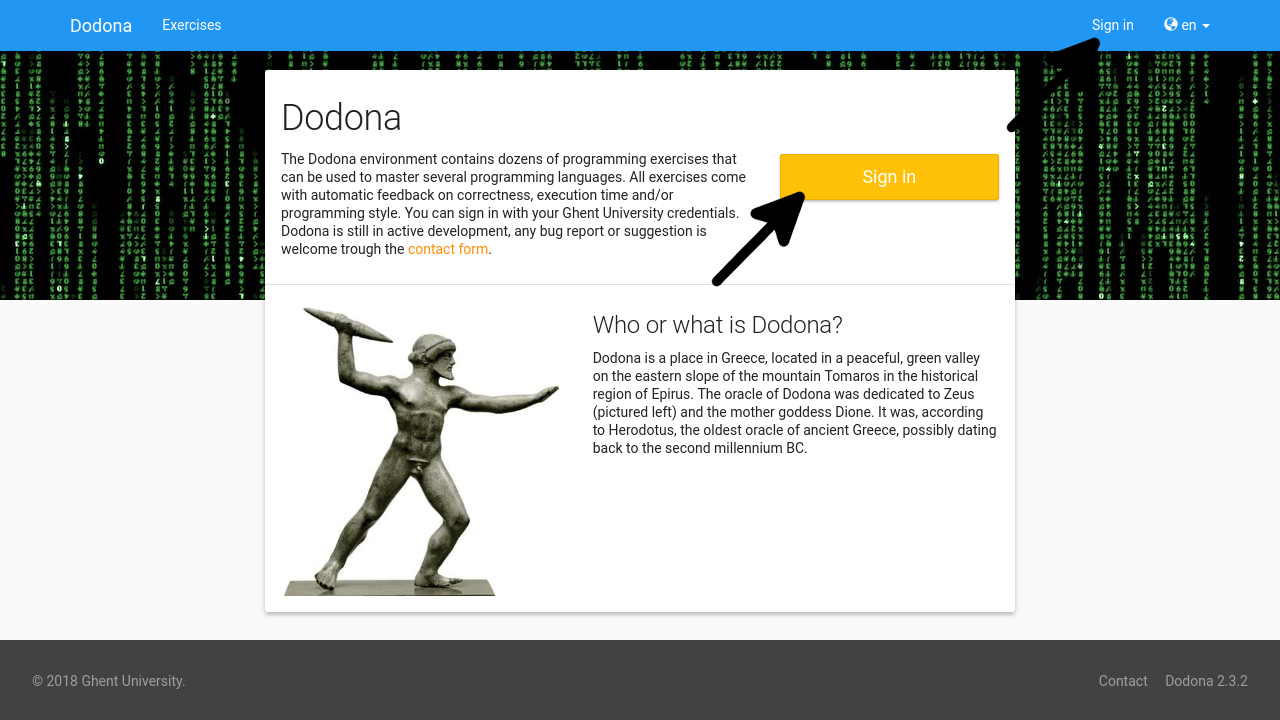 Dodona Exercises Sign in en
Dodona
The Dodona environment contains dozens of programming exercises that
can be used to master several programming languages. All exercises come
with automatic feedback on correctness, execution time and/or
programming style. You can sign in with your Ghent University credentials.
Dodona is still in active development, any bug report or suggestion is
welcome trough the contact form.
Sign in
Who or what is Dodona?
Dodona is a place in Greece, located in a peaceful, green valley
on the eastern slope of the mountain Tomaros in the historical
region of Epirus. The oracle of Dodona was dedicated to Zeus
(pictured left) and the mother goddess Dione. It was, according
to Herodotus, the oldest oracle of ancient Greece, possibly dating
back to the second millennium BC.
© 2018 Ghent University. Contact Dodona 2.3.2